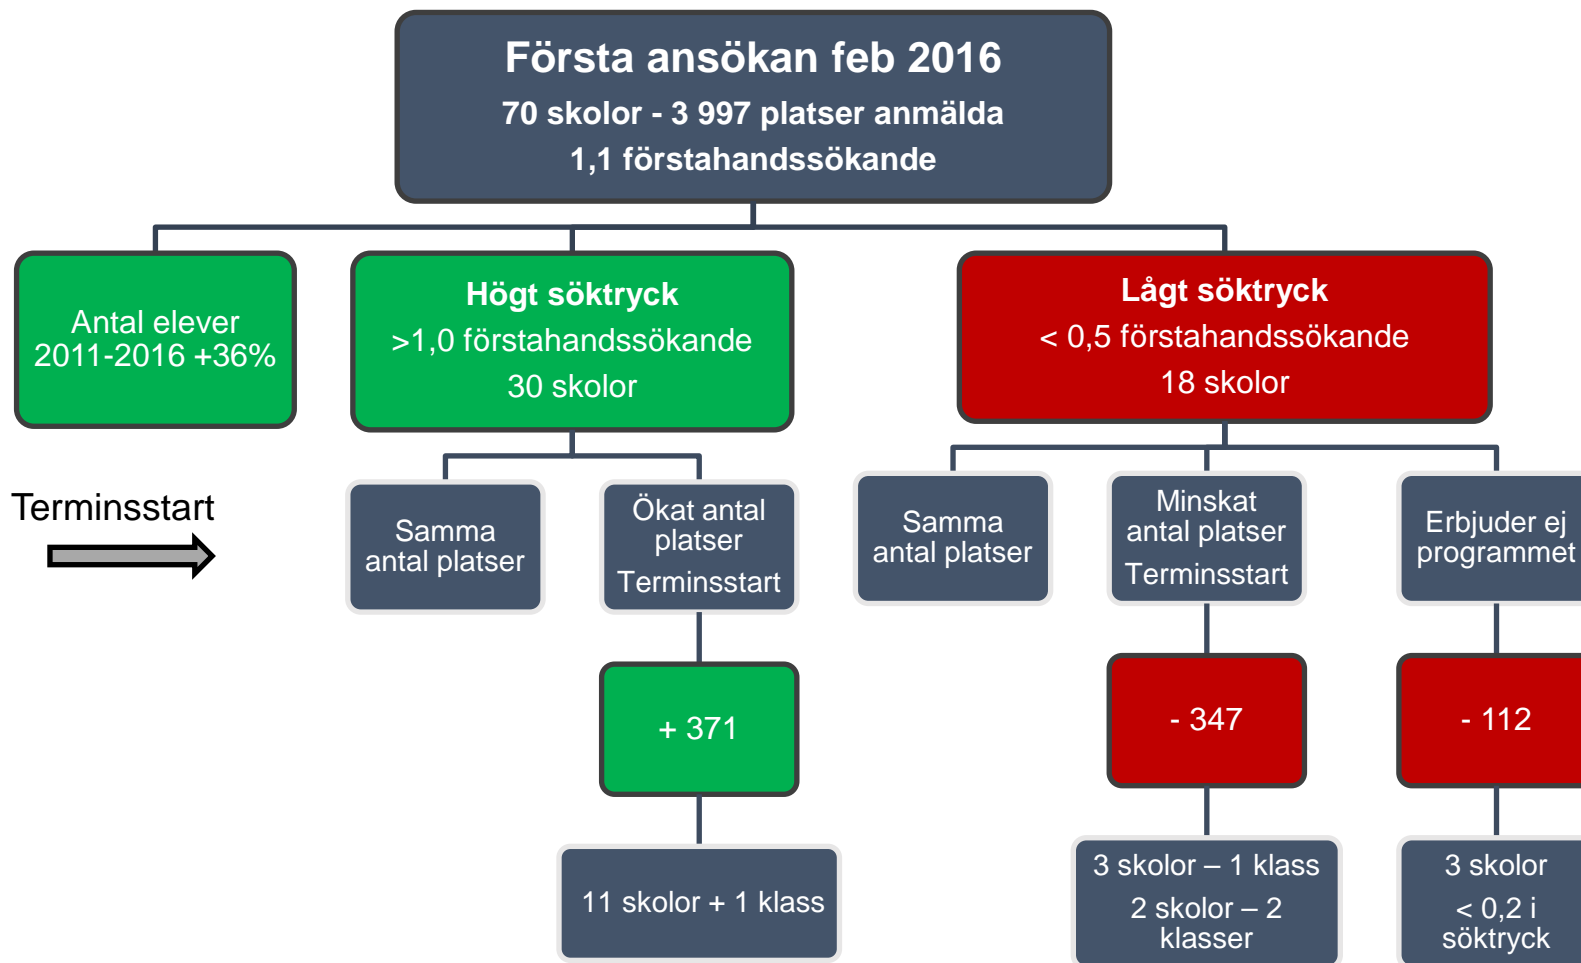 Första ansökan feb 2016
70 skolor - 3 997 platser anmälda
1,1 förstahandssökande
Antal elever
2011-2016 +36%
Högt söktryck
>1,0 förstahandssökande
30 skolor
Lågt söktryck
< 0,5 förstahandssökande
18 skolor
Terminsstart
Samma
antal platser
Ökat antal
platser
Terminsstart
Samma
antal platser
Minskat
antal platser
Terminsstart
Erbjuder ej
programmet
+ 371
- 347
- 112
11 skolor + 1 klass
3 skolor – 1 klass
2 skolor – 2
klasser
3 skolor
< 0,2 i
söktryck